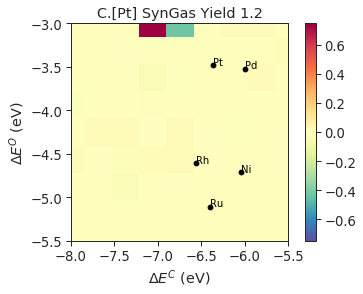 C.[Pt] SynGas Yield 1.2
−3.0
−3.5
−4.0
−4.5
−5.0
−5.5
ΔE^O (eV)
Pt
Pd
Rh
Ni
Ru
−8.0 −7.5 −7.0 −6.5 −6.0 −5.5
ΔE^C (eV)
0.6
0.4
0.2
0.0
−0.2
−0.4
−0.6